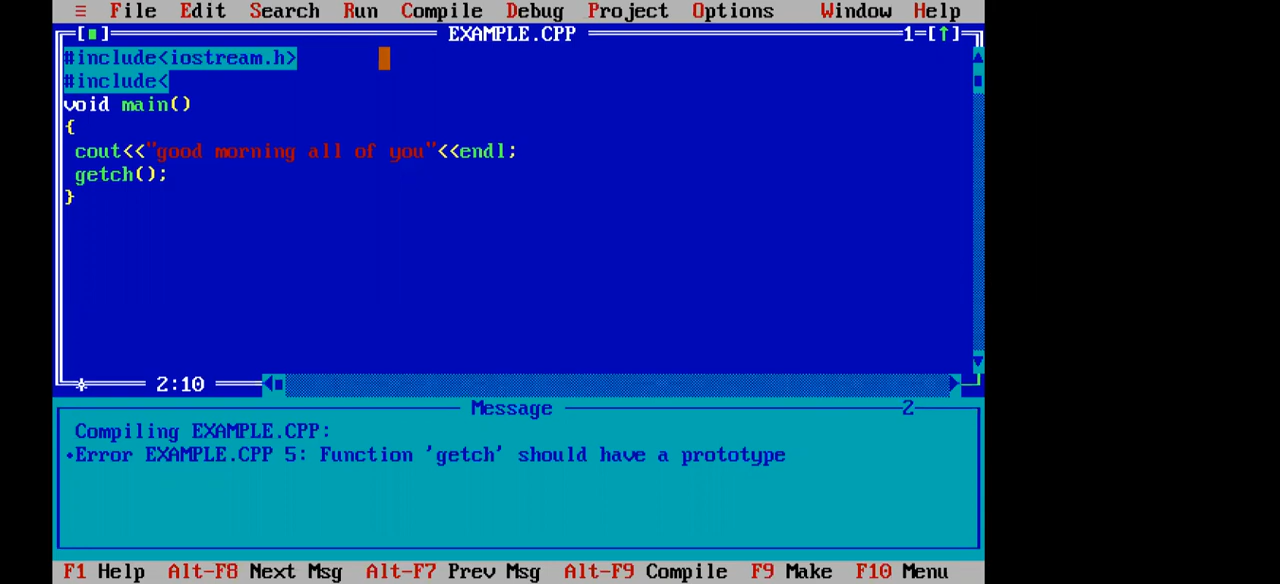 ≡ File Edit Search Run Compile Debug Project Options Window Help
[■] EXAMPLE.CPP 1=[↑]
#include<iostream.h>
#include<
void main()
{
cout<<"good morning all of you"<<endl;
getch();
}
2:10
Message 2
Compiling EXAMPLE.CPP:
•Error EXAMPLE.CPP 5: Function 'getch' should have a prototype
F1 Help Alt-F8 Next Msg Alt-F7 Prev Msg Alt-F9 Compile F9 Make F10 Menu